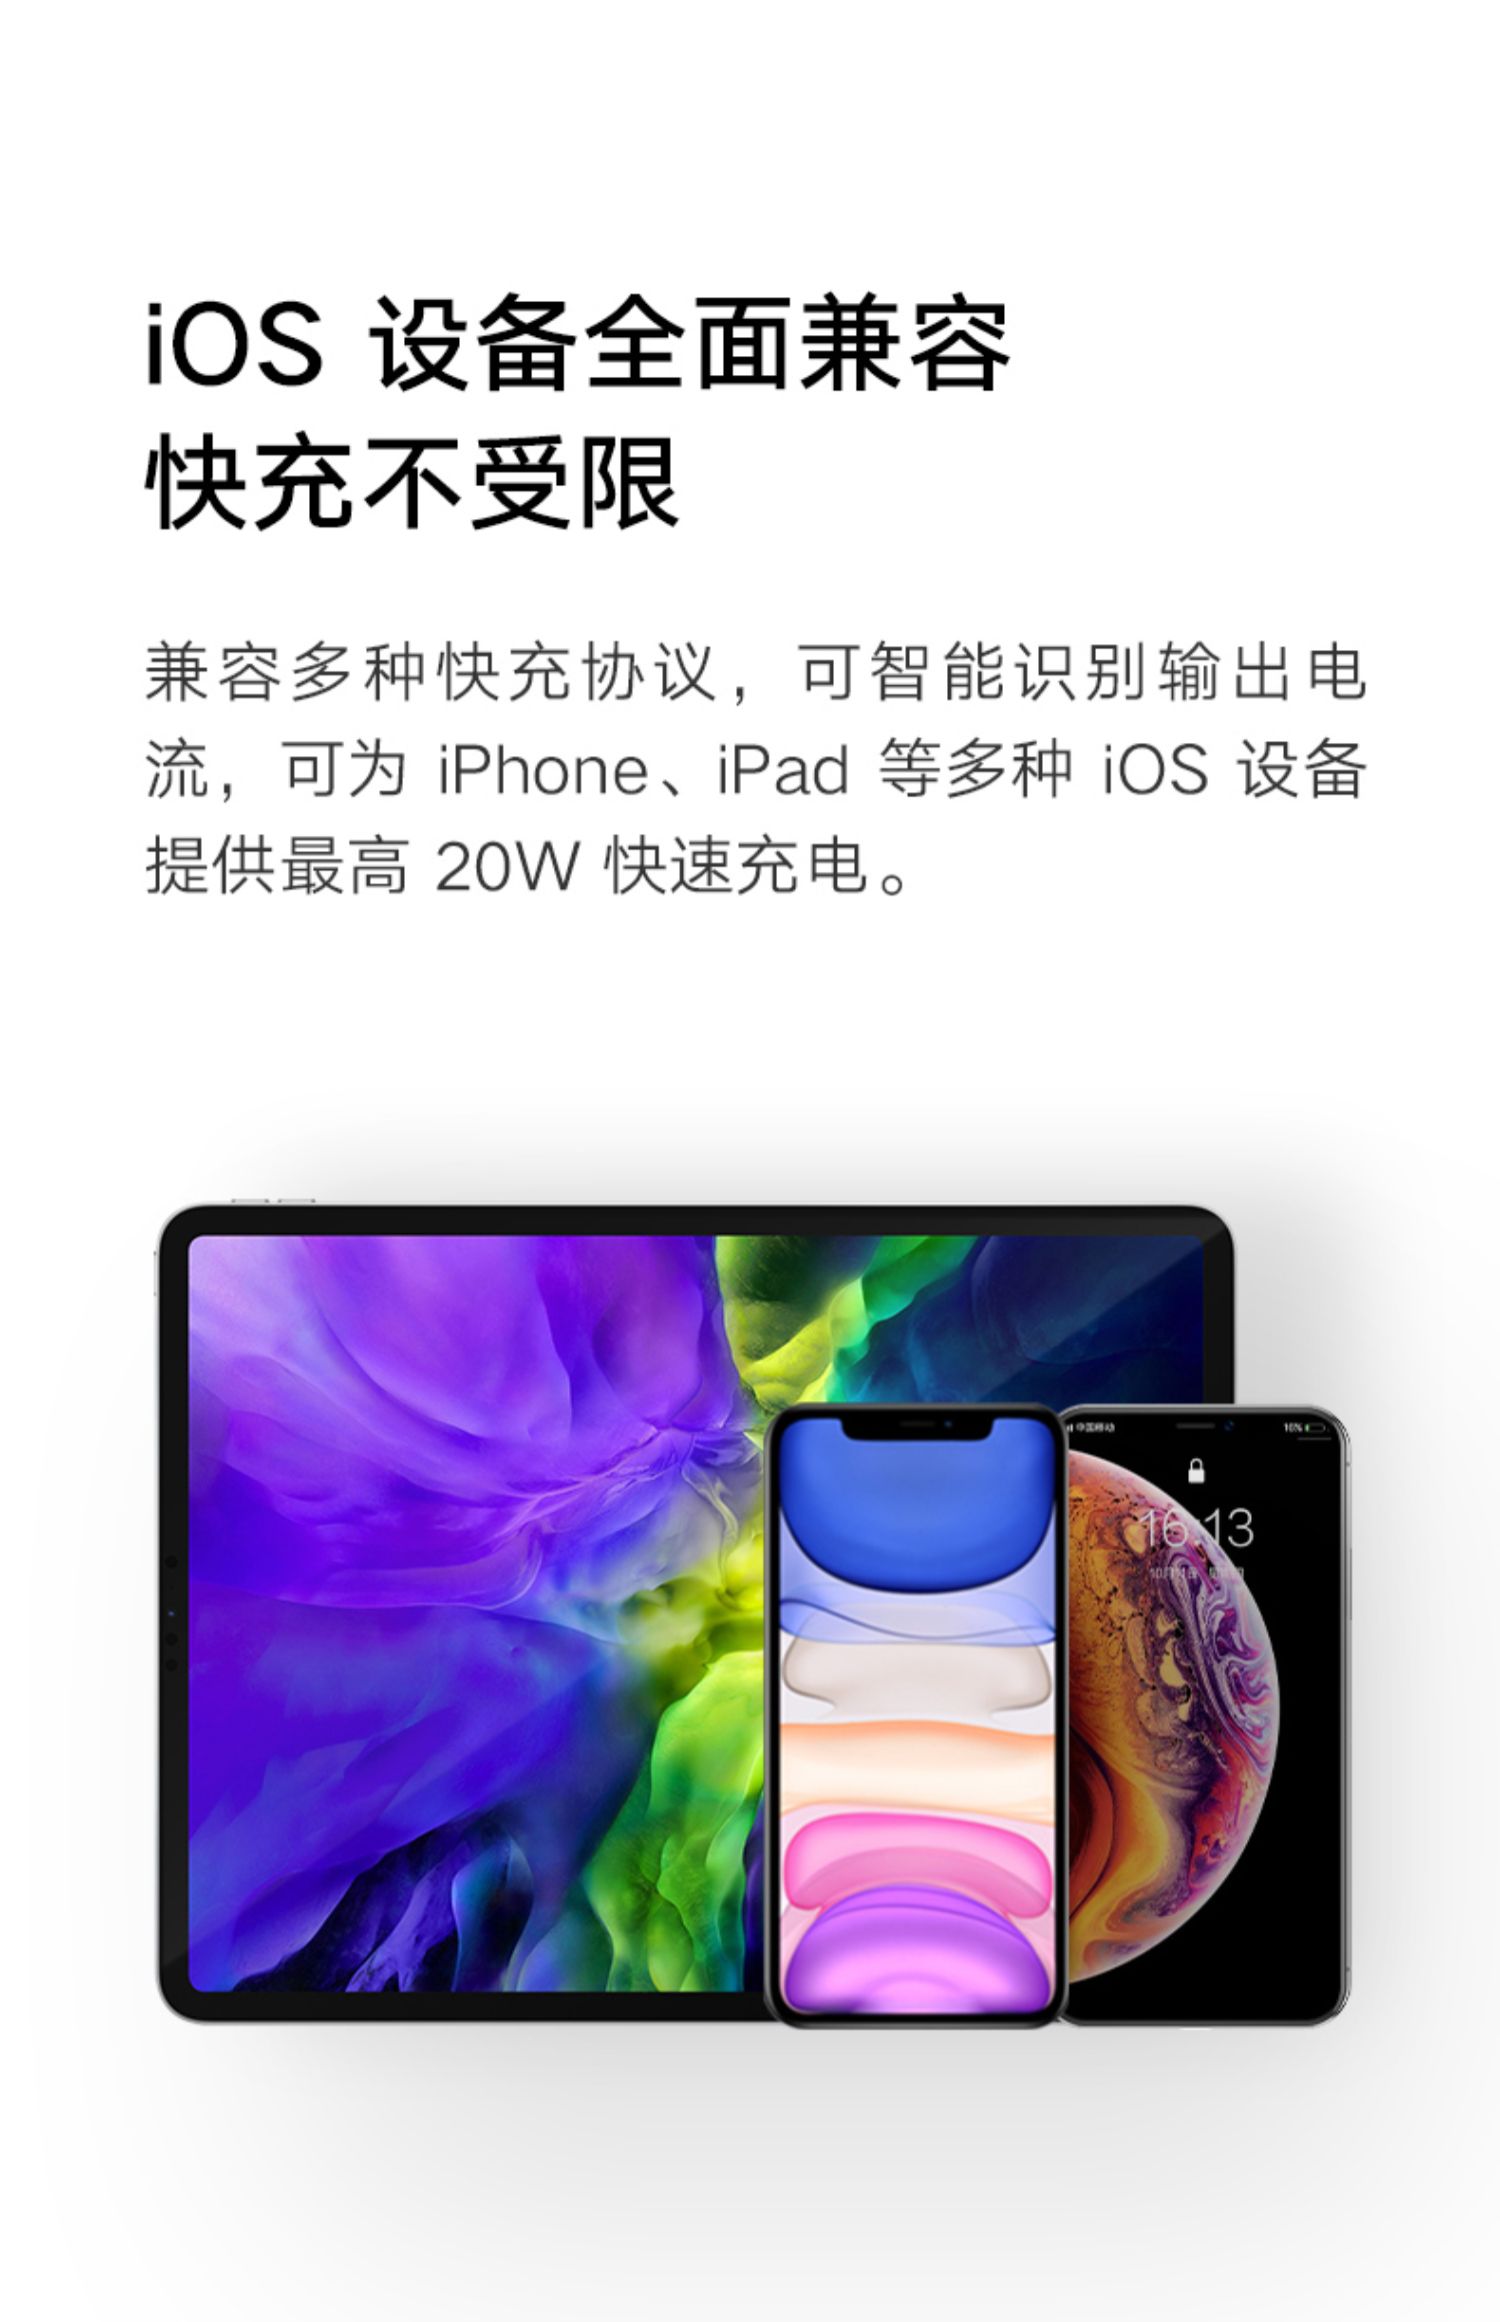 iOS 设备全面兼容
快充不受限
兼容多种快充协议，可智能识别输出电
流，可为 iPhone、iPad 等多种 iOS 设备
提供最高 20W 快速充电。
中国移动
10%
16:13